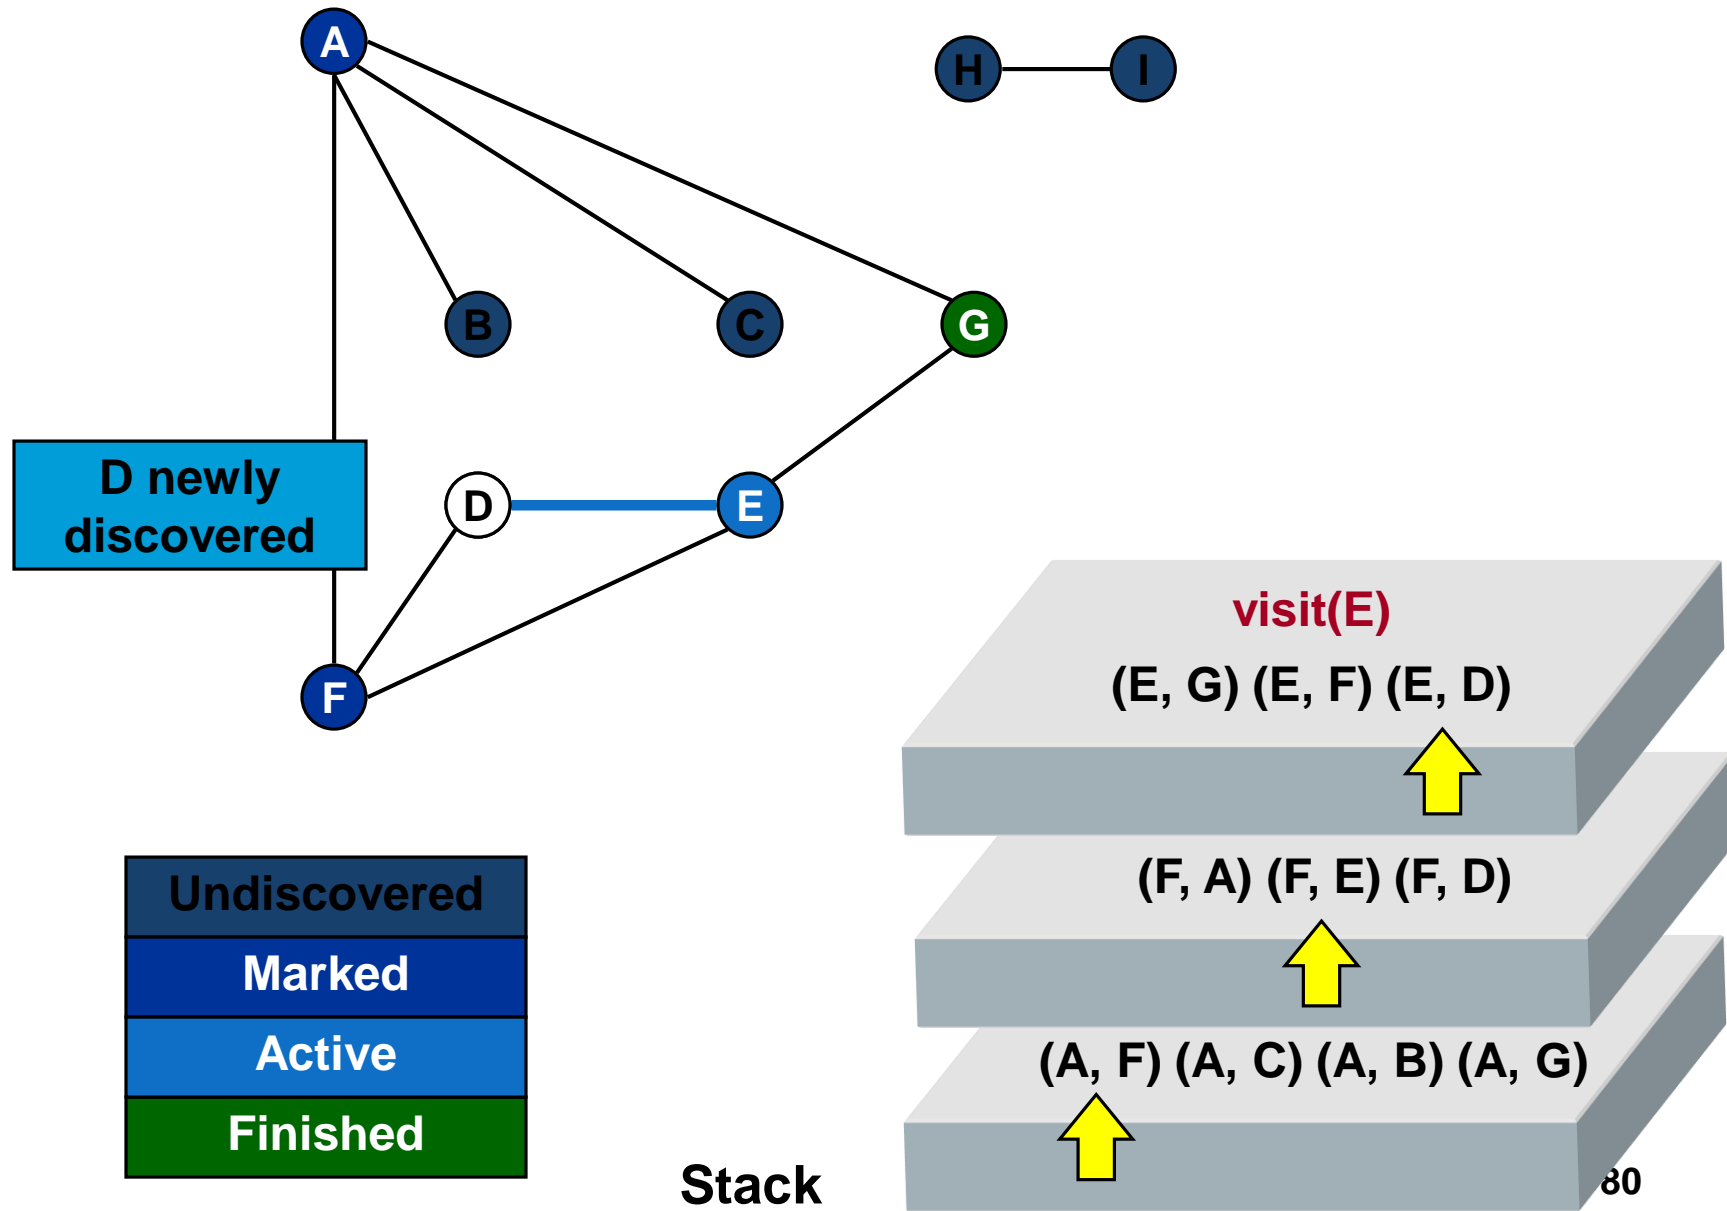 A
H
I
B
C
G
D newly
discovered
D
E
visit(E)
(E, G) (E, F) (E, D)
F
Undiscovered
(F, A) (F, E) (F, D)
Marked
Active
(A, F) (A, C) (A, B) (A, G)
Finished
Stack
80